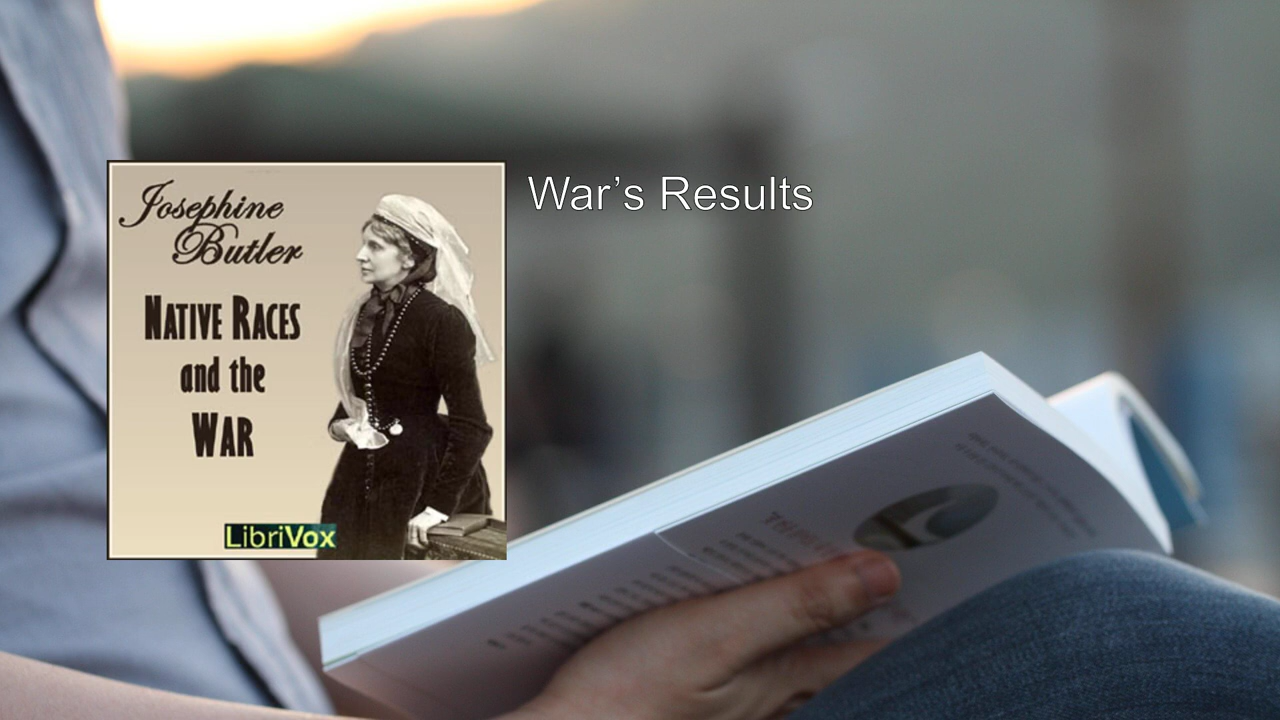 Josephine
Butler
NATIVE RACES
and the
WAR
LibriVox
War's Results